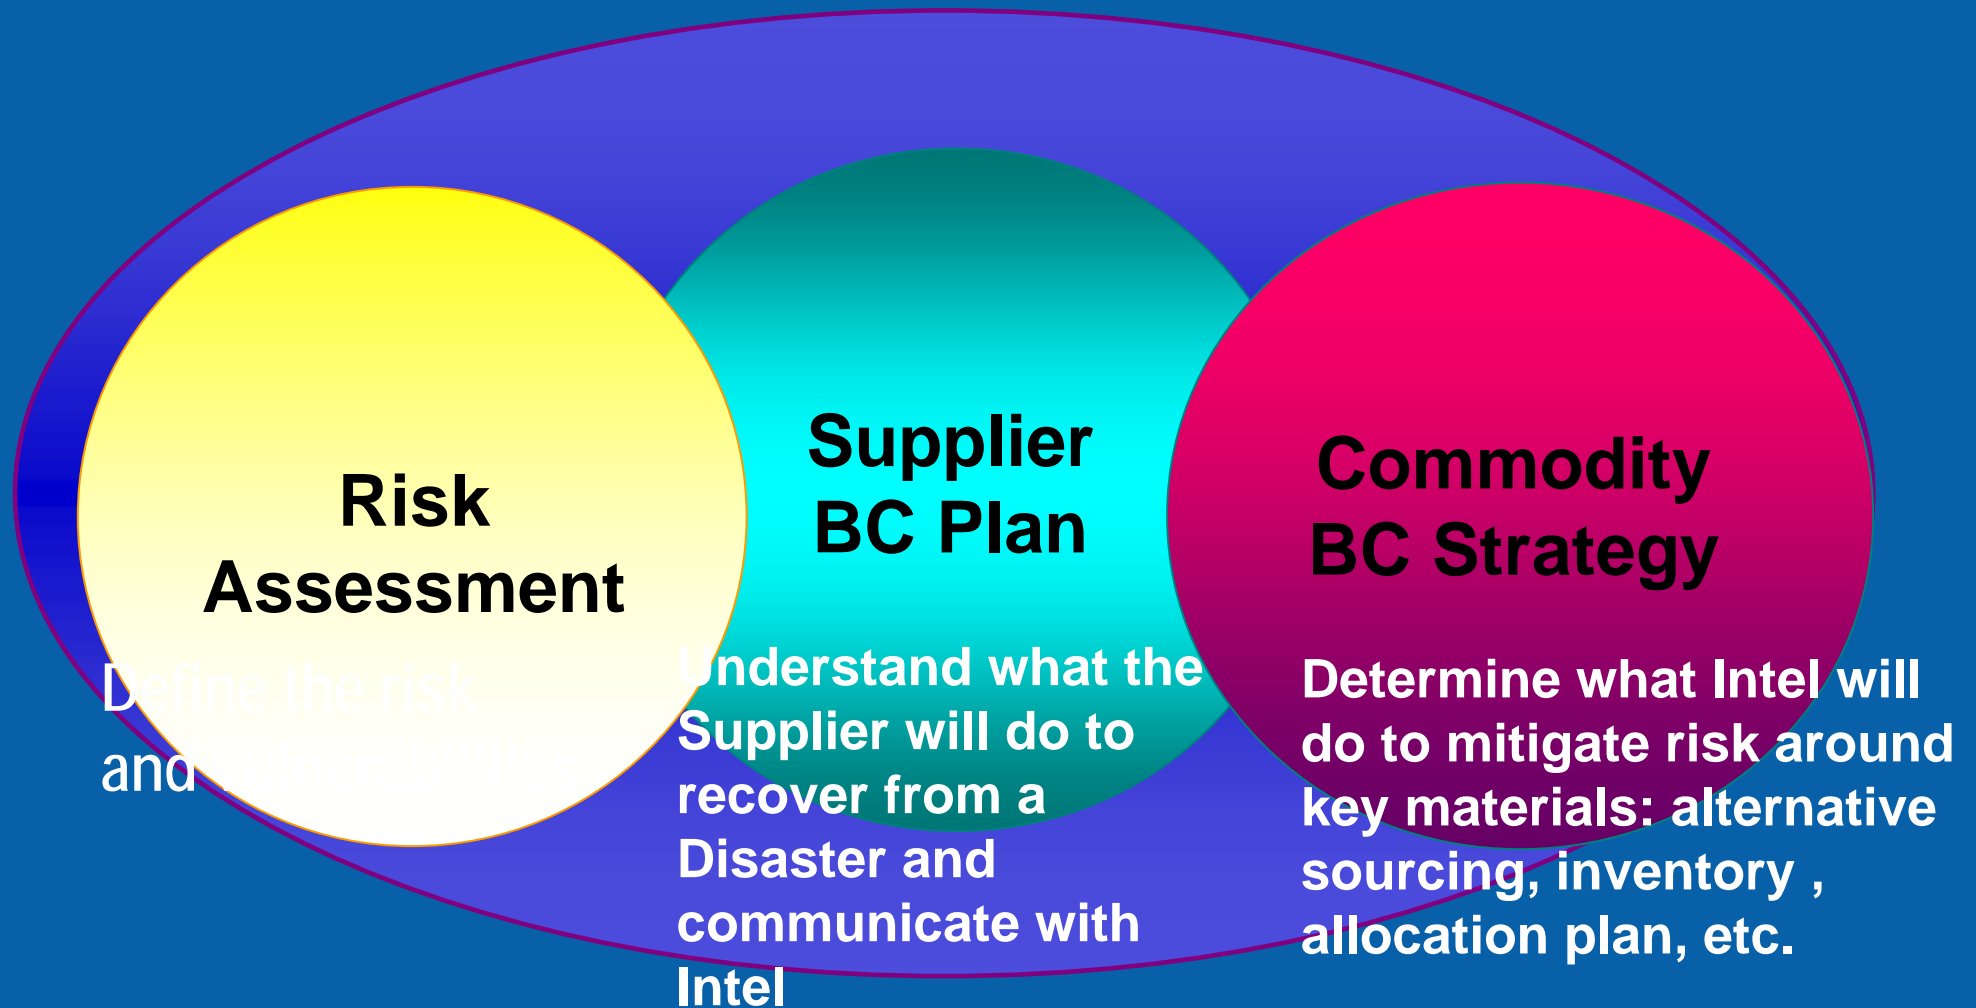 Risk
Assessment
Define the risk
and vulnerabilities
Supplier
BC Plan
Understand what the
Supplier will do to
recover from a
Disaster and
communicate with
Intel
Commodity
BC Strategy
Determine what Intel will
do to mitigate risk around
key materials: alternative
sourcing, inventory ,
allocation plan, etc.